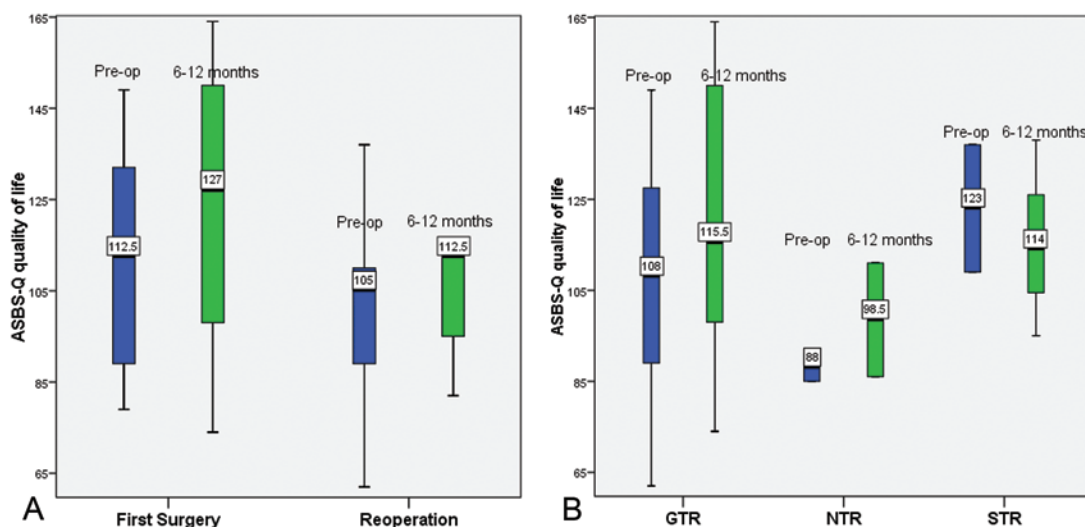 165
145
125
105
85
65
ASBS-Q quality of life
Pre-op
6-12 months
112.5
127
Pre-op
6-12 months
105
112.5
First Surgery
Reoperation
A
165
145
125
105
85
65
ASBS-Q quality of life
Pre-op
6-12 months
108
115.5
Pre-op
6-12 months
88
98.5
Pre-op
6-12 months
123
114
GTR
NTR
STR
B